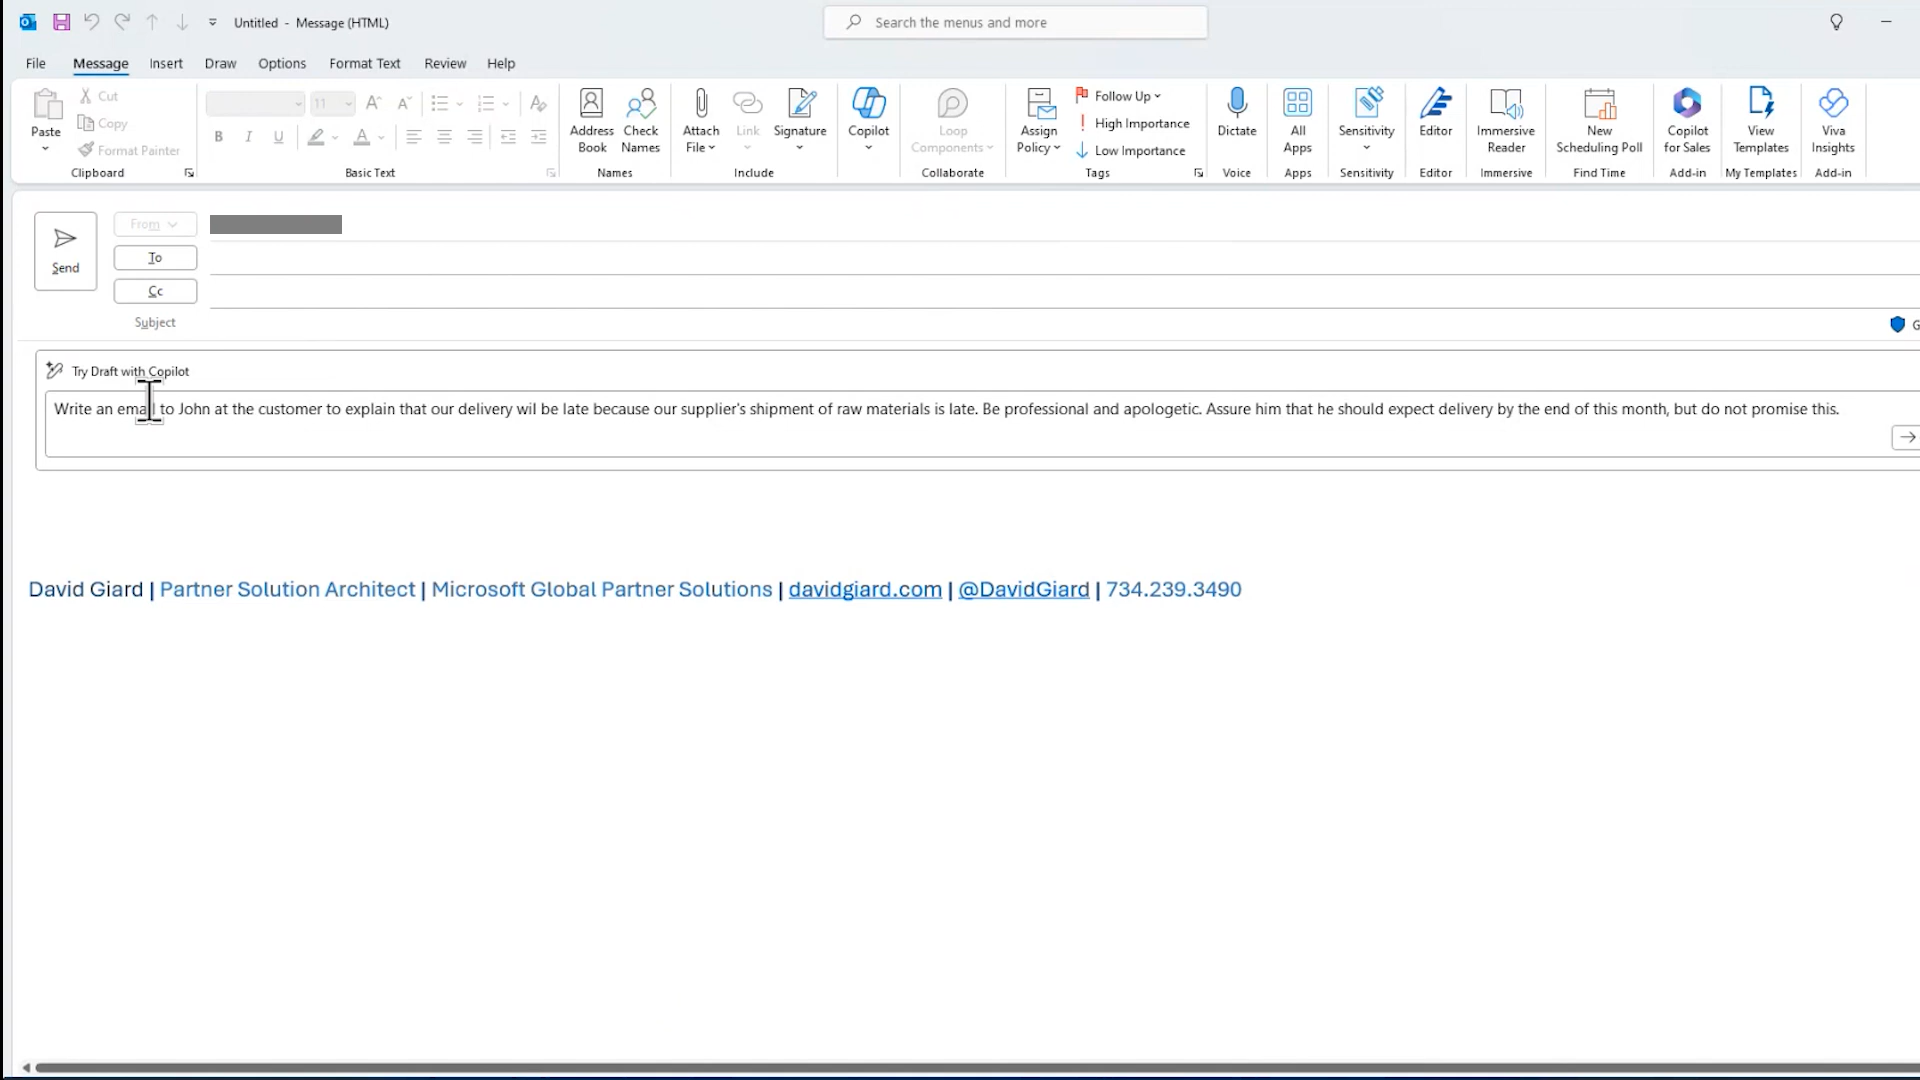 Untitled - Message (HTML)
Search the menus and more
File Message Insert Draw Options Format Text Review Help
Paste
Cut
Copy
Format Painter
Clipboard
11
B I U
Basic Text
Address Book
Check Names
Names
Attach File
Link
Signature
Include
Copilot
Loop Components
Collaborate
Assign Policy
Follow Up
High Importance
Low Importance
Tags
Dictate
Voice
All Apps
Apps
Sensitivity
Sensitivity
Editor
Editor
Immersive Reader
Immersive
New Scheduling Poll
Find Time
Copilot for Sales
Add-in
View Templates
My Templates
Viva Insights
Add-in
Send
From
To
Cc
Subject
G
Try Draft with Copilot
Write an email to John at the customer to explain that our delivery wil be late because our supplier's shipment of raw materials is late. Be professional and apologetic. Assure him that he should expect delivery by the end of this month, but do not promise this.
David Giard | Partner Solution Architect | Microsoft Global Partner Solutions | davidgiard.com | @DavidGiard | 734.239.3490